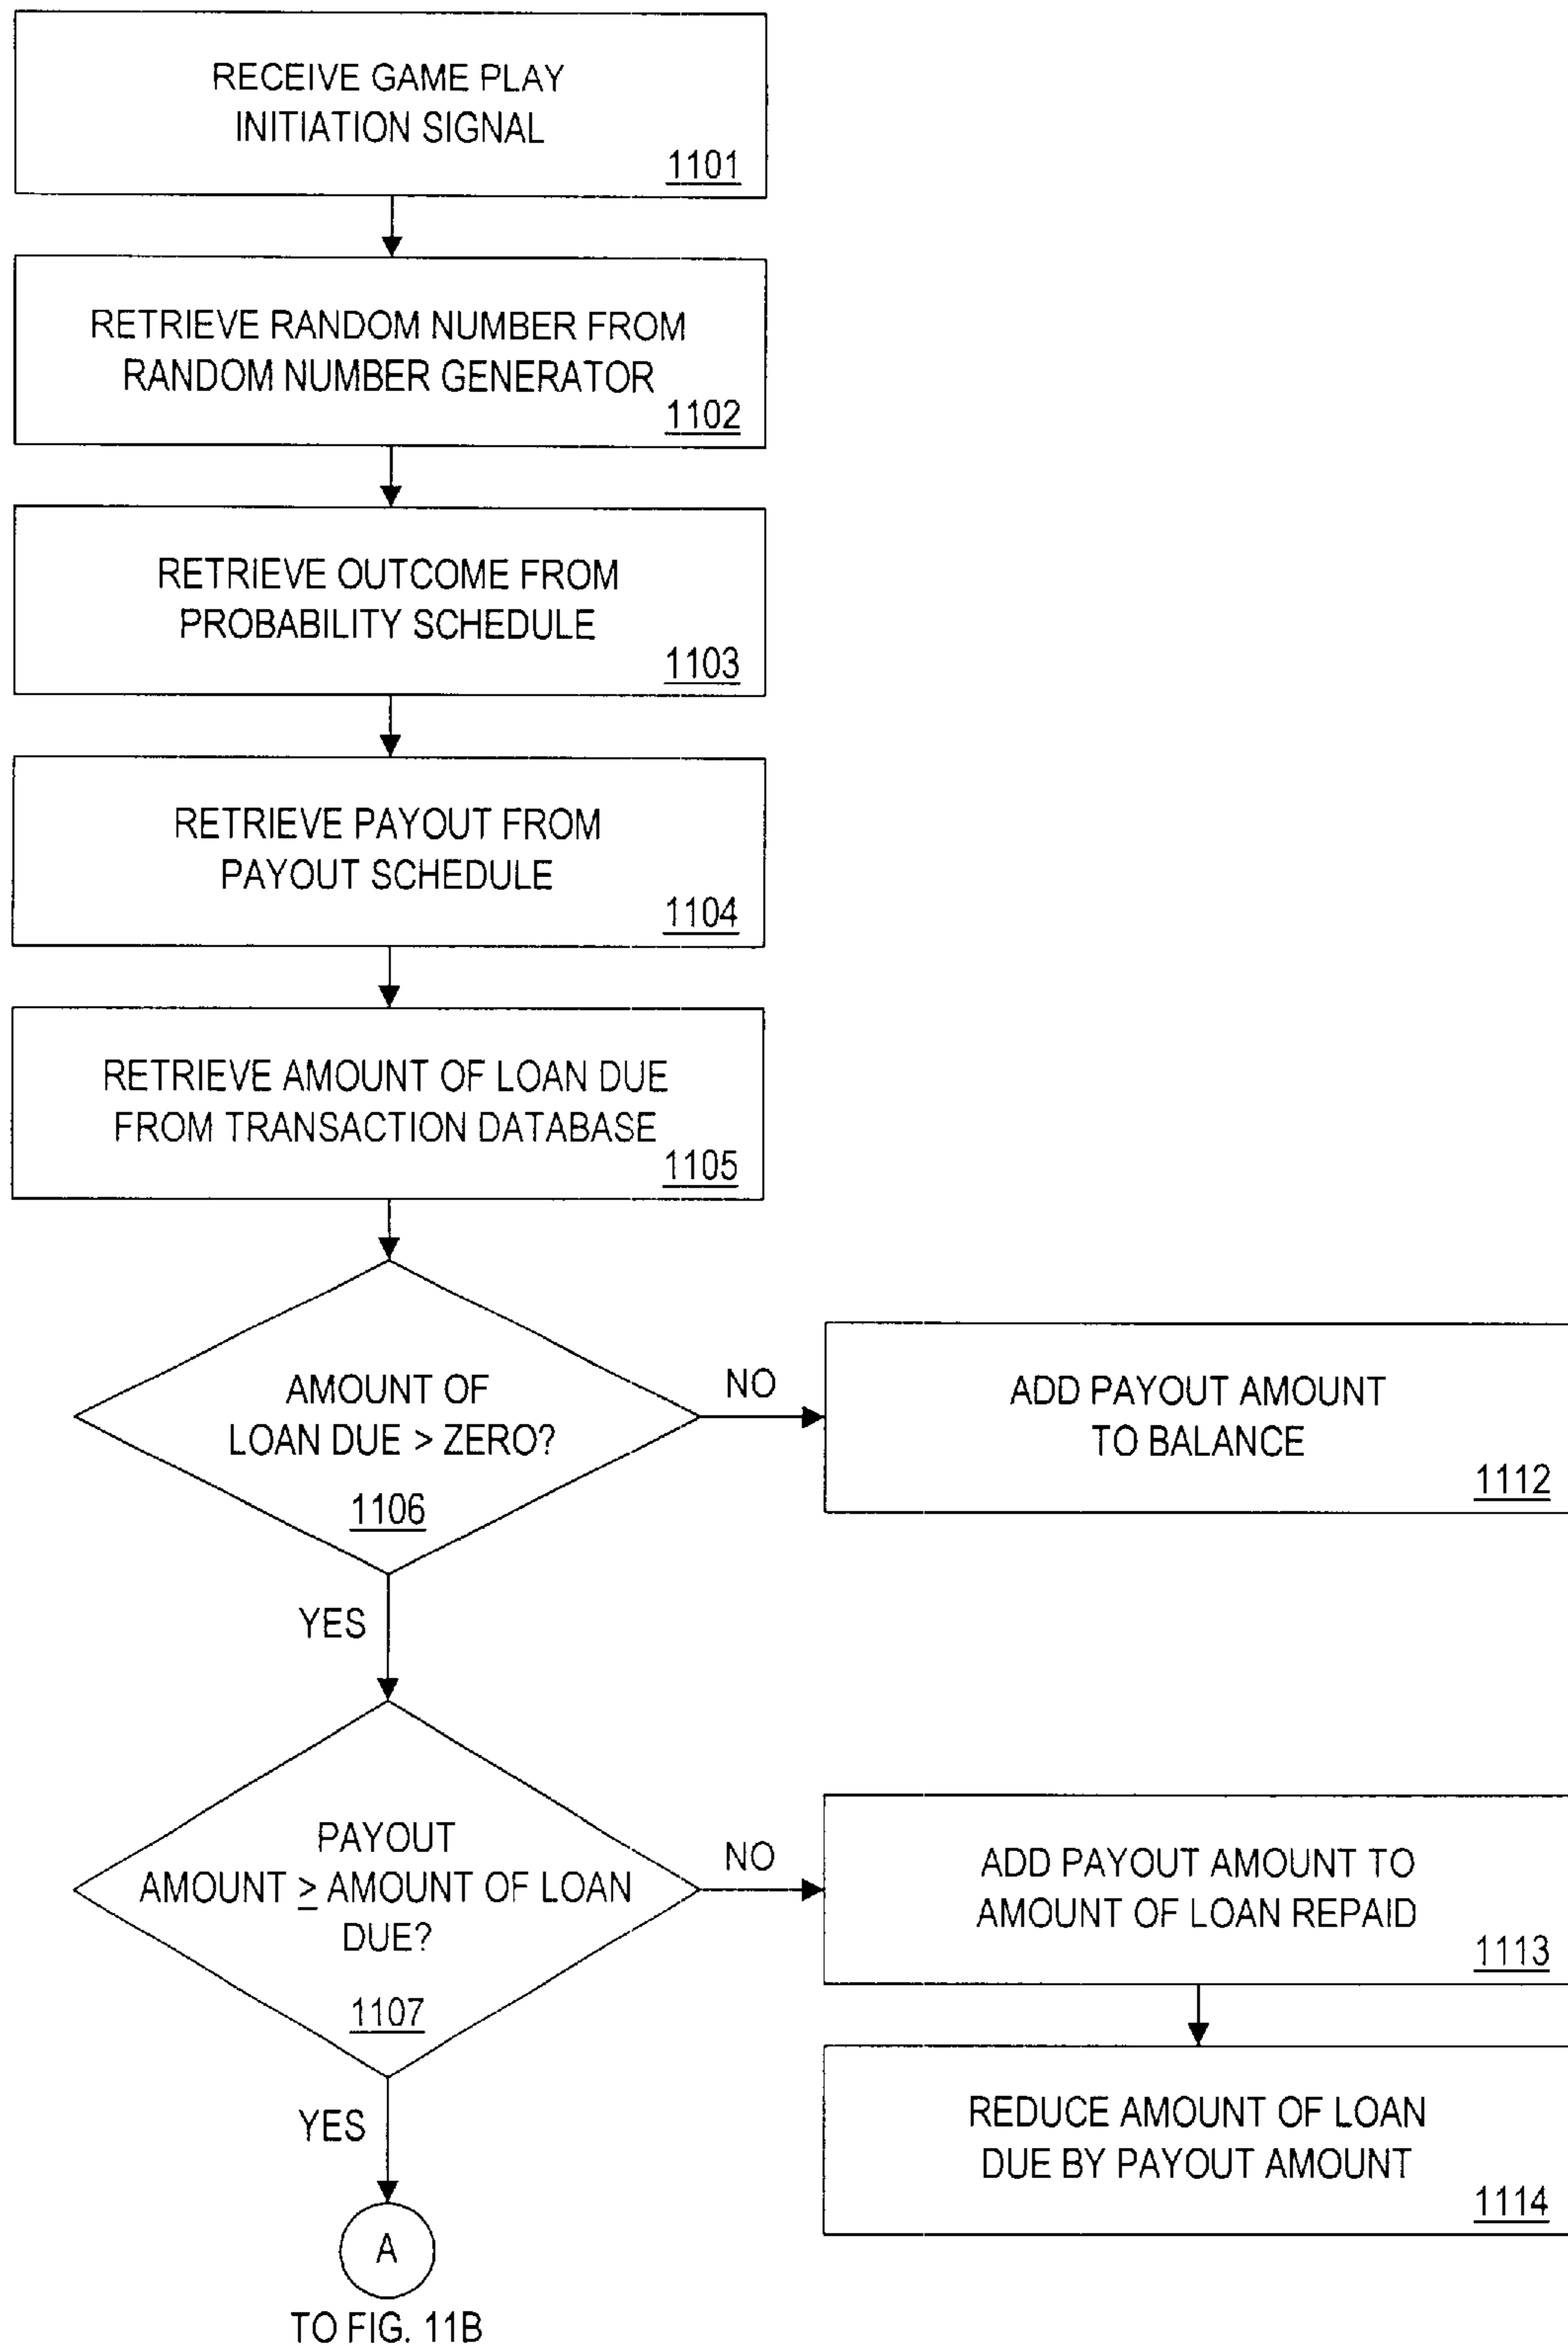 RECEIVE GAME PLAY
INITIATION SIGNAL
1101
RETRIEVE RANDOM NUMBER FROM
RANDOM NUMBER GENERATOR
1102
RETRIEVE OUTCOME FROM
PROBABILITY SCHEDULE
1103
RETRIEVE PAYOUT FROM
PAYOUT SCHEDULE
1104
RETRIEVE AMOUNT OF LOAN DUE
FROM TRANSACTION DATABASE
1105
AMOUNT OF
LOAN DUE > ZERO?
1106
NO
ADD PAYOUT AMOUNT
TO BALANCE
1112
YES
PAYOUT
AMOUNT ≥ AMOUNT OF LOAN
DUE?
1107
NO
ADD PAYOUT AMOUNT TO
AMOUNT OF LOAN REPAID
1113
REDUCE AMOUNT OF LOAN
DUE BY PAYOUT AMOUNT
1114
YES
A
TO FIG. 11B